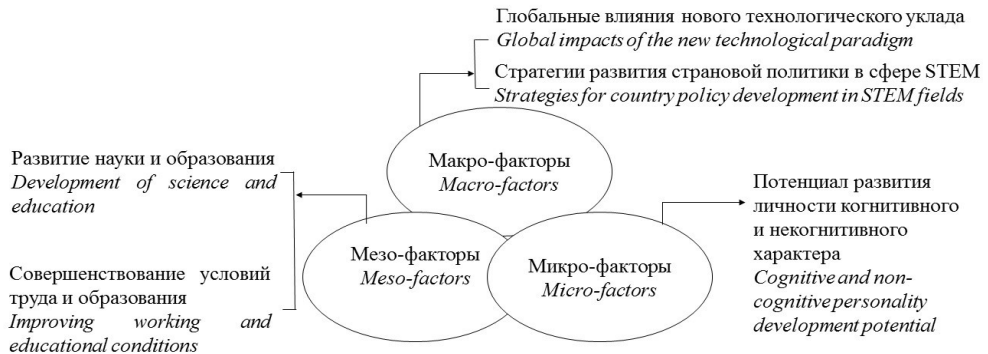 Глобальные влияния нового технологического уклада
Global impacts of the new technological paradigm
Стратегии развития страновой политики в сфере STEM
Strategies for country policy development in STEM fields
Макро-факторы
Macro-factors
Развитие науки и образования
Development of science and
education
Потенциал развития
личности когнитивного
и некогнитивного
характера
Cognitive and non-
cognitive personality
development potential
Мезо-факторы
Meso-factors
Микро-факторы
Micro-factors
Совершенствование условий
труда и образования
Improving working and
educational conditions